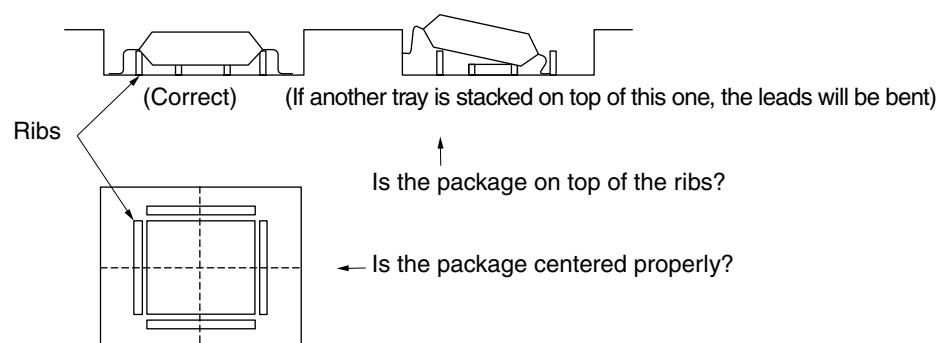 (Correct)
(If another tray is stacked on top of this one, the leads will be bent)
Ribs
Is the package on top of the ribs?
Is the package centered properly?